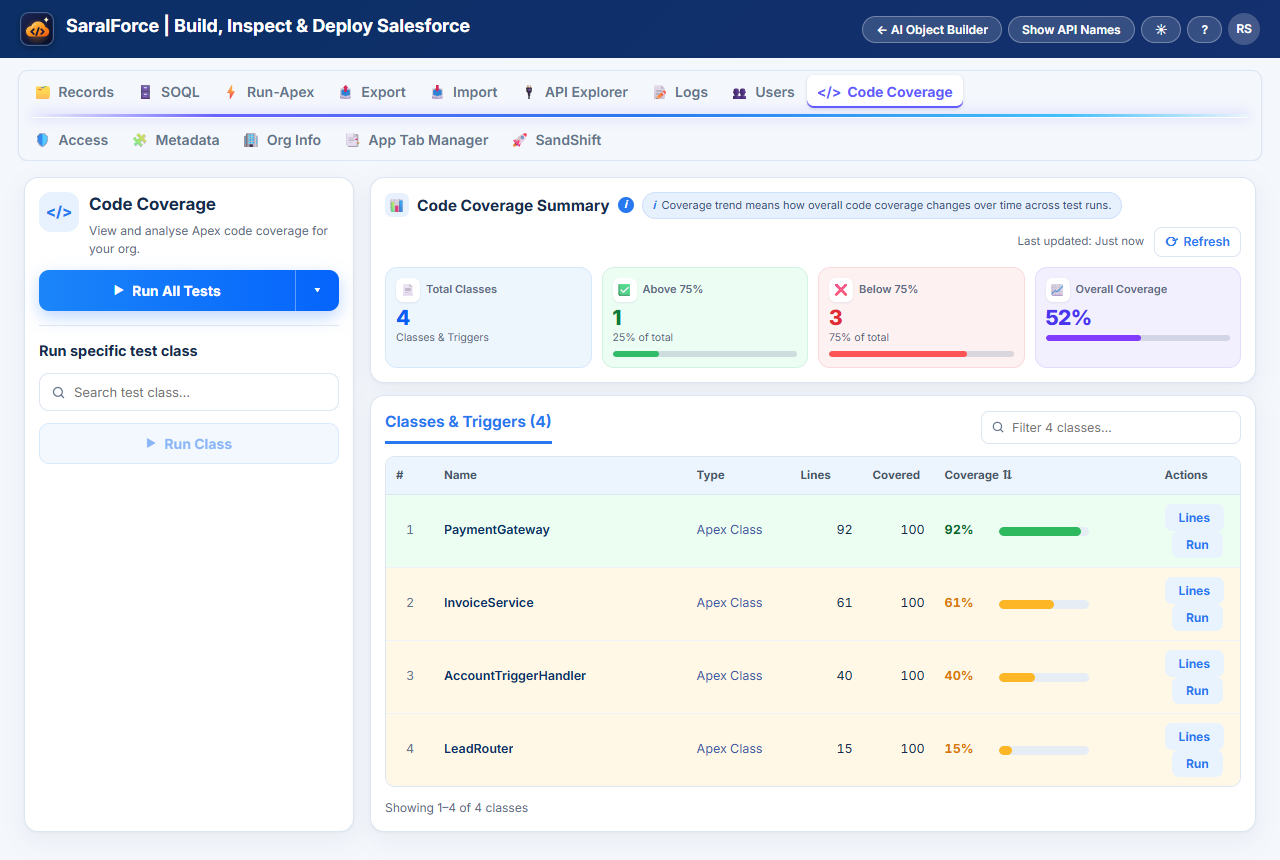 SaralForce | Build, Inspect & Deploy Salesforce
← AI Object Builder
Show API Names
?
RS
Records
SOQL
Run-Apex
Export
Import
API Explorer
Logs
Users
</> Code Coverage
Access
Metadata
Org Info
App Tab Manager
SandShift
</>
Code Coverage
View and analyse Apex code coverage for
your org.
Run All Tests
Run specific test class
Search test class...
Run Class
Code Coverage Summary
i
i Coverage trend means how overall code coverage changes over time across test runs.
Last updated: Just now
Refresh
Total Classes
4
Classes & Triggers
Above 75%
1
25% of total
Below 75%
3
75% of total
Overall Coverage
52%
Classes & Triggers (4)
Filter 4 classes...
# Name Type Lines Covered Coverage ⇅ Actions
1 PaymentGateway Apex Class 92 100 92% Lines
Run
2 InvoiceService Apex Class 61 100 61% Lines
Run
3 AccountTriggerHandler Apex Class 40 100 40% Lines
Run
4 LeadRouter Apex Class 15 100 15% Lines
Run
Showing 1–4 of 4 classes